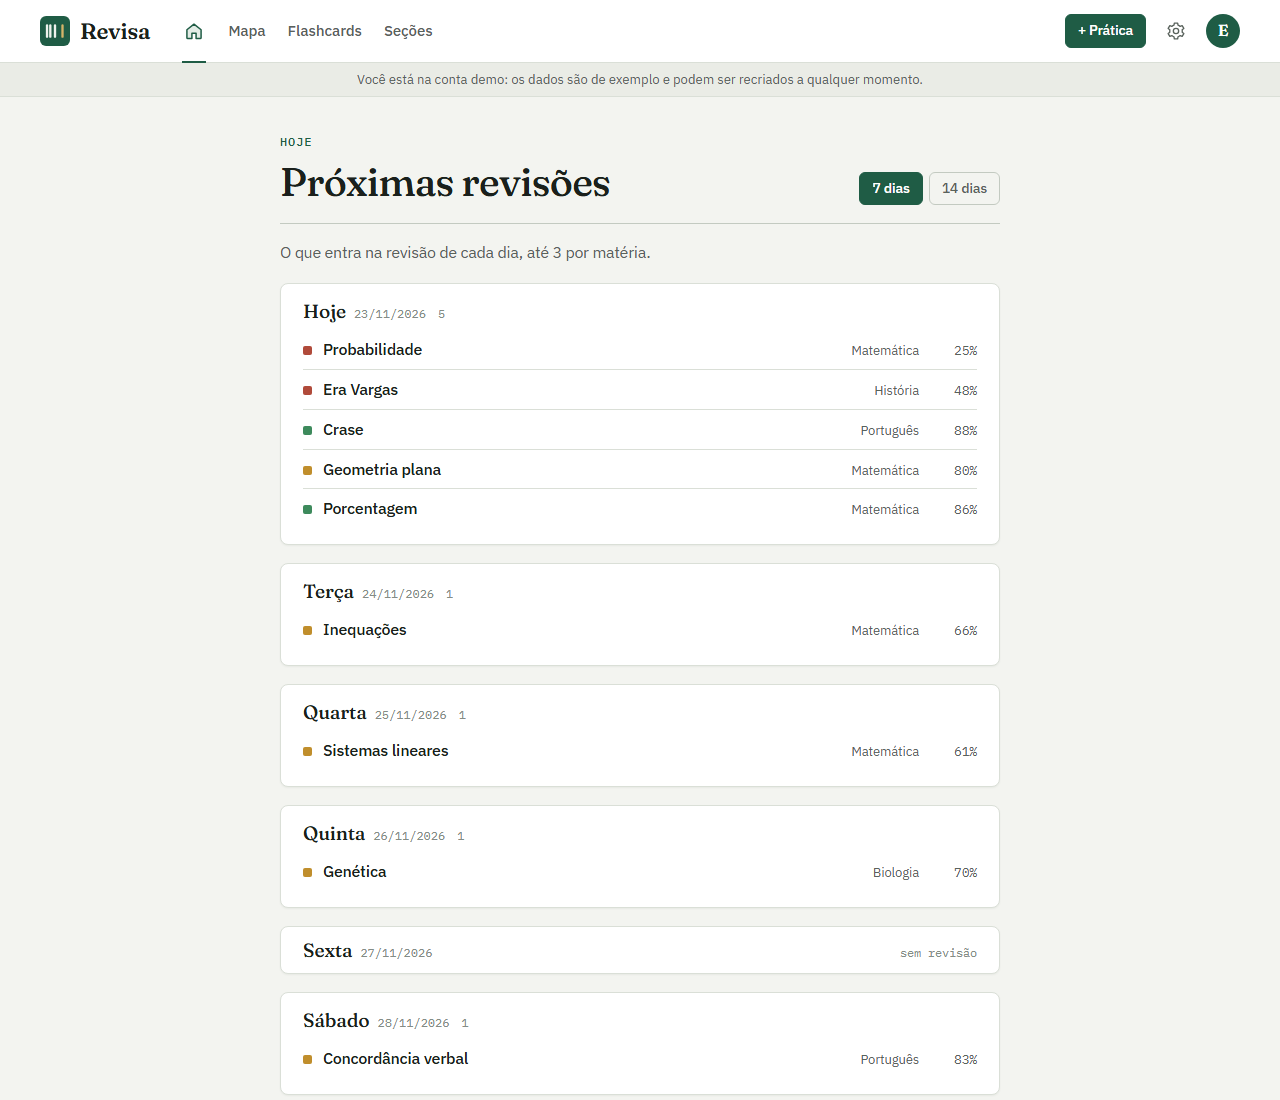 Revisa
Mapa
Flashcards
Seções
+ Prática
E
Você está na conta demo: os dados são de exemplo e podem ser recriados a qualquer momento.
HOJE
Próximas revisões
7 dias
14 dias
O que entra na revisão de cada dia, até 3 por matéria.
Hoje 23/11/2026 5
Probabilidade Matemática 25%
Era Vargas História 48%
Crase Português 88%
Geometria plana Matemática 80%
Porcentagem Matemática 86%
Terça 24/11/2026 1
Inequações Matemática 66%
Quarta 25/11/2026 1
Sistemas lineares Matemática 61%
Quinta 26/11/2026 1
Genética Biologia 70%
Sexta 27/11/2026 sem revisão
Sábado 28/11/2026 1
Concordância verbal Português 83%